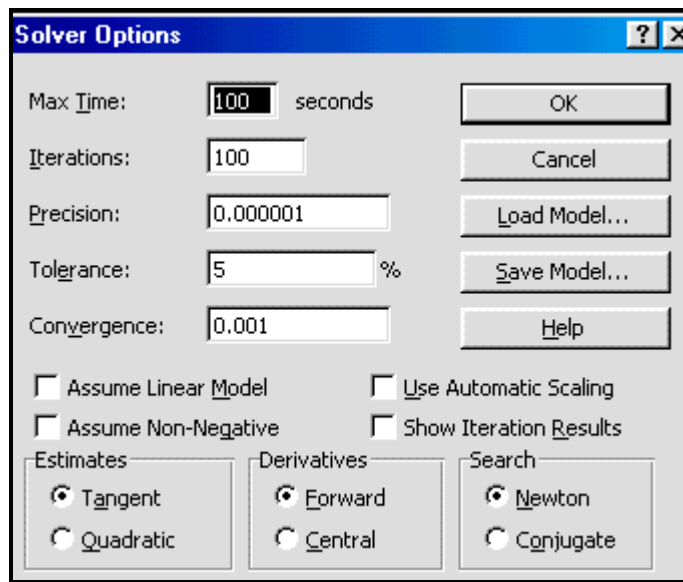 Solver Options
Max Time: 100 seconds
OK
Iterations: 100
Cancel
Precision: 0.000001
Load Model...
Tolerance: 5 %
Save Model...
Convergence: 0.001
Help
Assume Linear Model
Use Automatic Scaling
Assume Non-Negative
Show Iteration Results
Estimates
Tangent
Quadratic
Derivatives
Forward
Central
Search
Newton
Conjugate